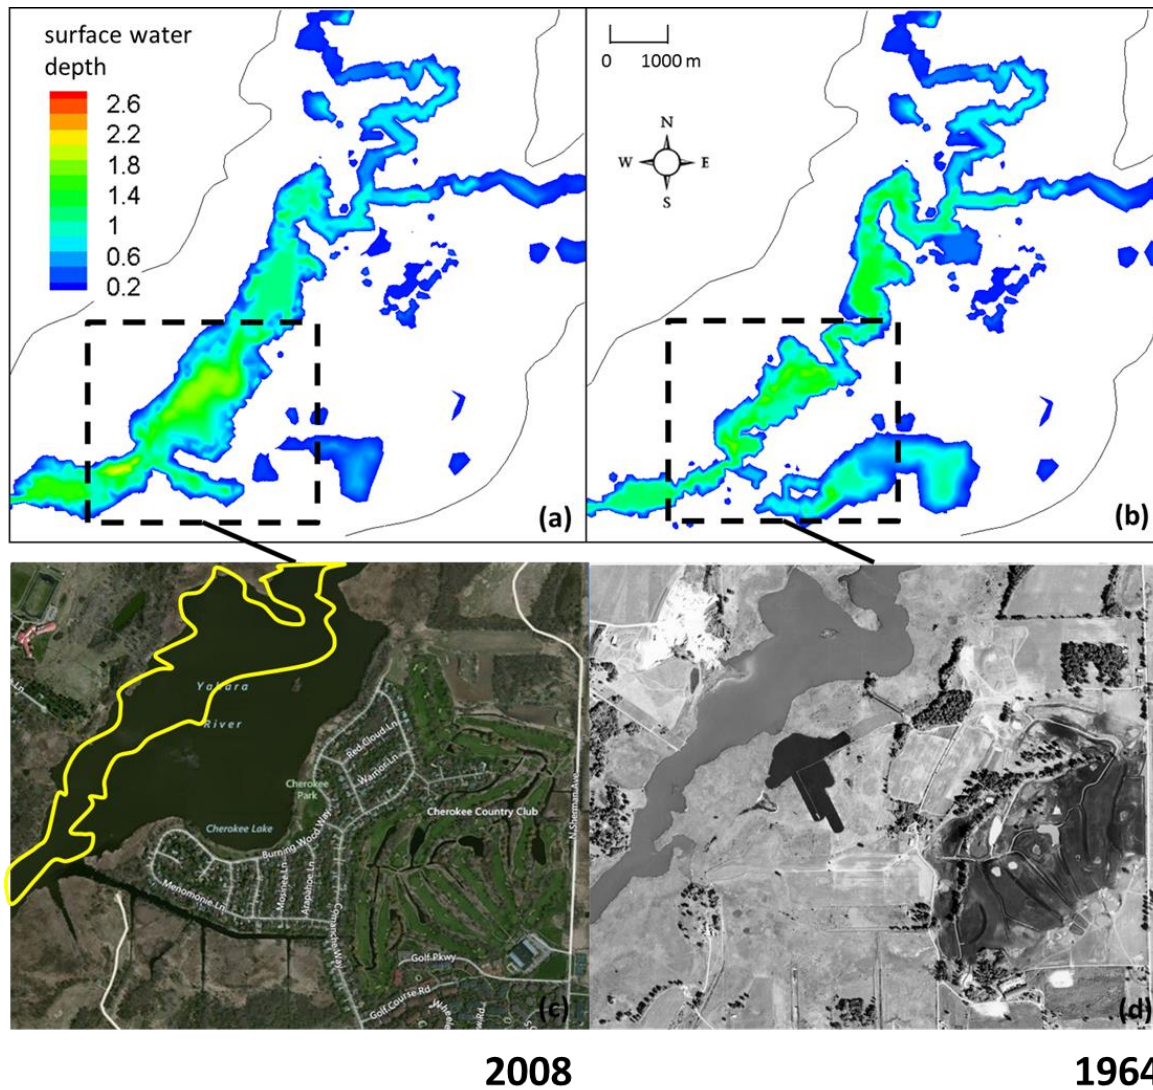 surface water
depth
2.6
2.2
1.8
1.4
1
0.6
0.2
(a)
0 1000 m
N
W E
S
(b)
Ln
Yahara
River
Red Cloud Ln
Warrior Ln
Cherokee
Park
Cherokee Country Club
Cherokee Lake
Burning Wood Way
N Sherman Ave
Menomonie Ln
Monee Ln
Arapahoe Ln
Comanche Way
Golf Pkwy
Golf Course Rd
(c)
(d)
2008
1964